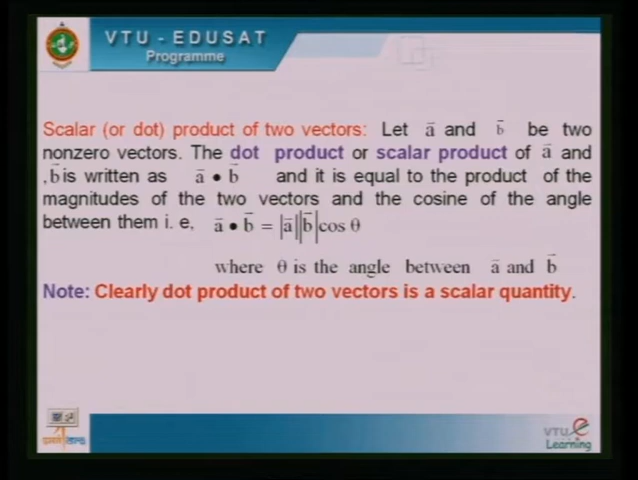 VTU - EDUSAT
Programme
Scalar (or dot) product of two vectors: Let a⃗ and b⃗ be two
nonzero vectors. The dot product or scalar product of a⃗ and
,b⃗ is written as a⃗ • b⃗ and it is equal to the product of the
magnitudes of the two vectors and the cosine of the angle
between them i. e, a⃗ • b⃗ = |a⃗||b⃗|cos θ
where θ is the angle between a⃗ and b⃗
Note: Clearly dot product of two vectors is a scalar quantity.
VTU e
Learning